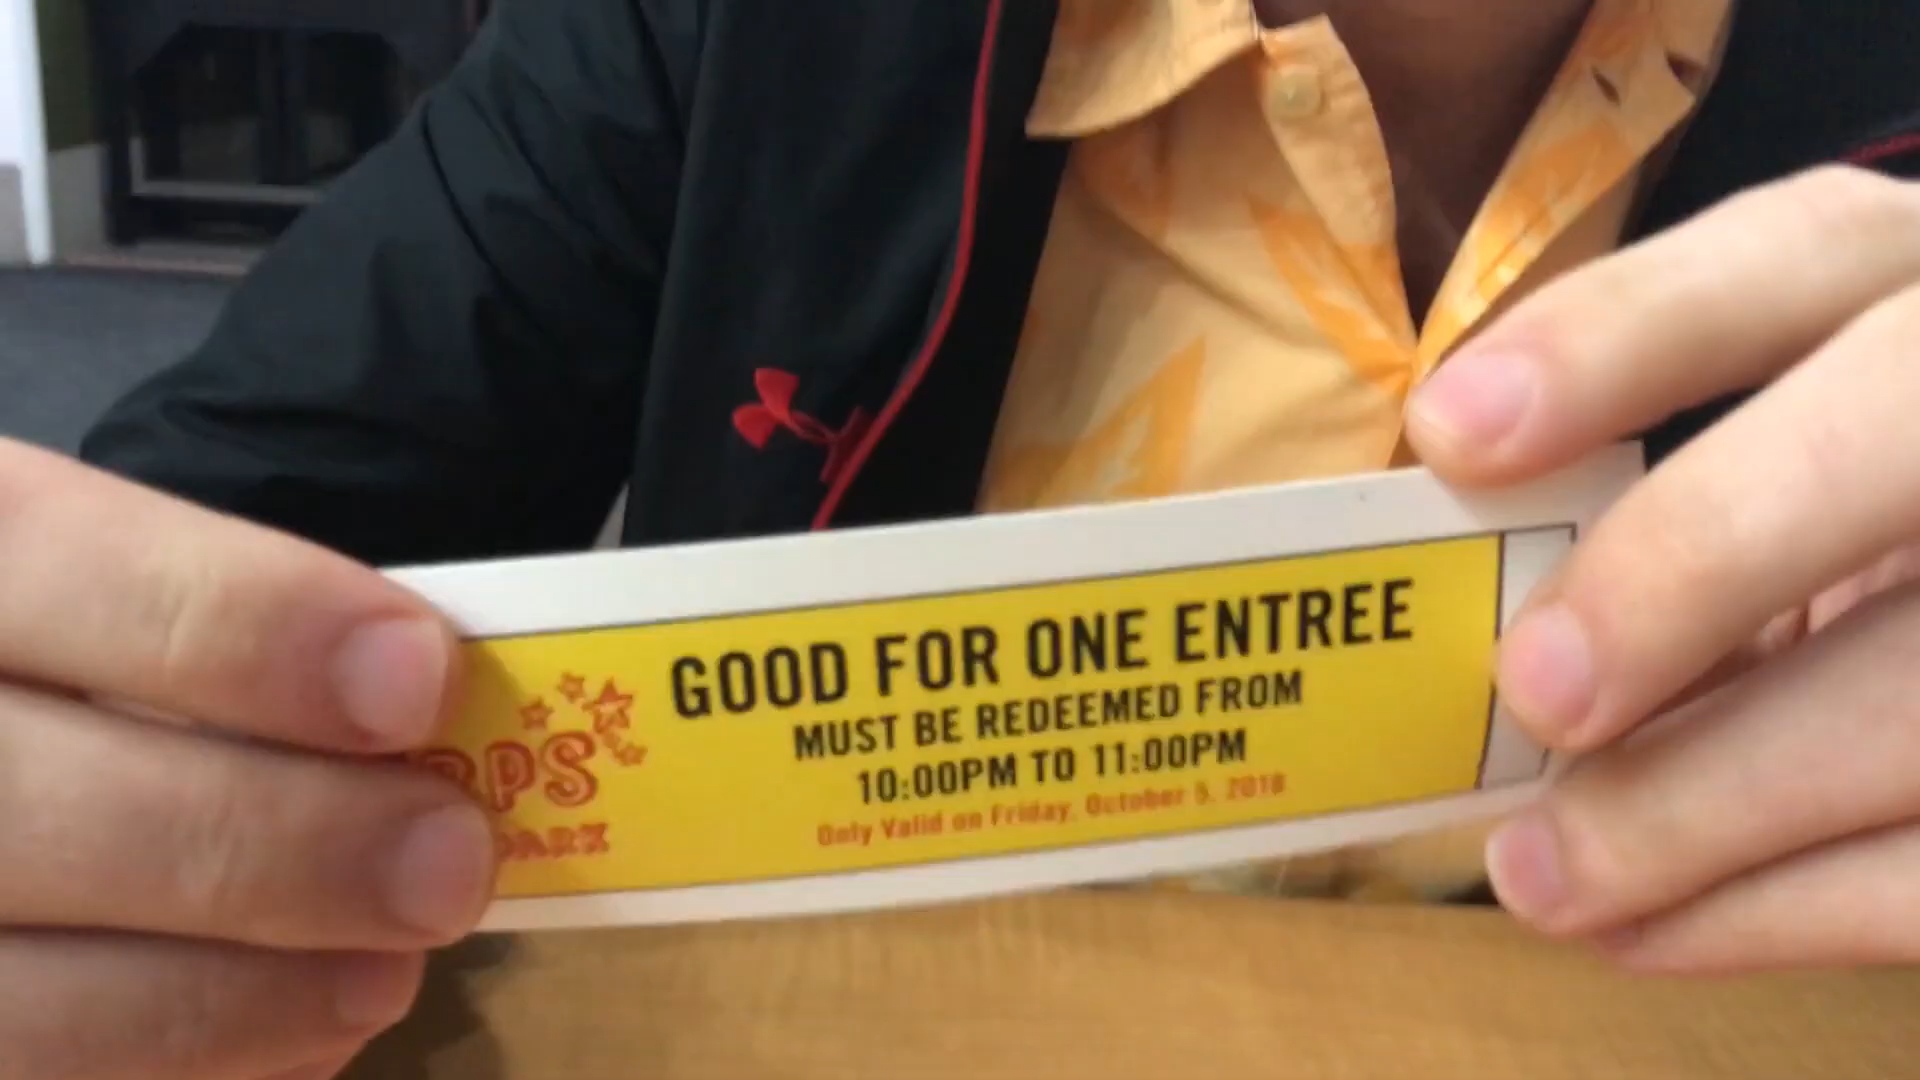 GOOD FOR ONE ENTREE
MUST BE REDEEMED FROM
10:00PM TO 11:00PM
Only Valid on Friday, October 5, 2018